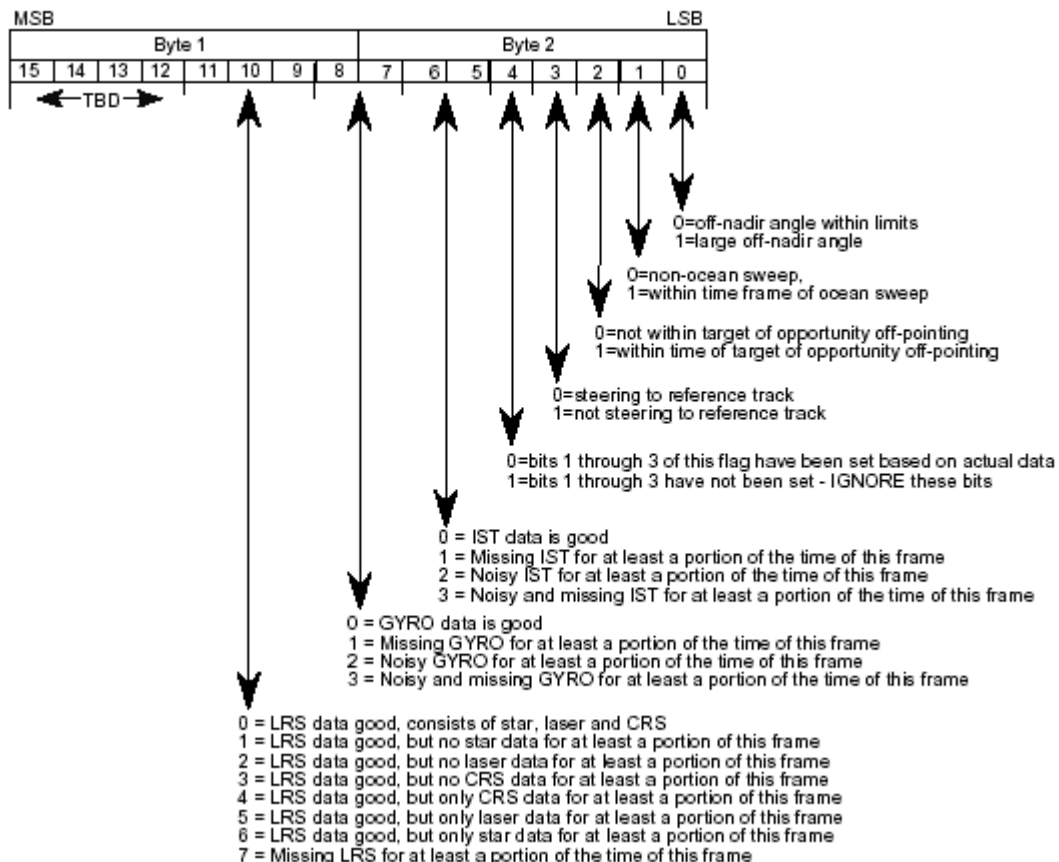 MSB LSB
Byte 1 Byte 2
15 14 13 12 11 10 9 8 7 6 5 4 3 2 1 0
TBD
0=off-nadir angle within limits
1=large off-nadir angle
0=non-ocean sweep,
1=within time frame of ocean sweep
0=not within target of opportunity off-pointing
1=within time of target of opportunity off-pointing
0=steering to reference track
1=not steering to reference track
0=bits 1 through 3 of this flag have been set based on actual data
1=bits 1 through 3 have not been set - IGNORE these bits
0 = IST data is good
1 = Missing IST for at least a portion of the time of this frame
2 = Noisy IST for at least a portion of the time of this frame
3 = Noisy and missing IST for at least a portion of the time of this frame
0 = GYRO data is good
1 = Missing GYRO for at least a portion of the time of this frame
2 = Noisy GYRO for at least a portion of the time of this frame
3 = Noisy and missing GYRO for at least a portion of the time of this frame
0 = LRS data good, consists of star, laser and CRS
1 = LRS data good, but no star data for at least a portion of this frame
2 = LRS data good, but no laser data for at least a portion of this frame
3 = LRS data good, but no CRS data for at least a portion of this frame
4 = LRS data good, but only CRS data for at least a portion of this frame
5 = LRS data good, but only laser data for at least a portion of this frame
6 = LRS data good, but only star data for at least a portion of this frame
7 = Missing LRS for at least a portion of the time of this frame